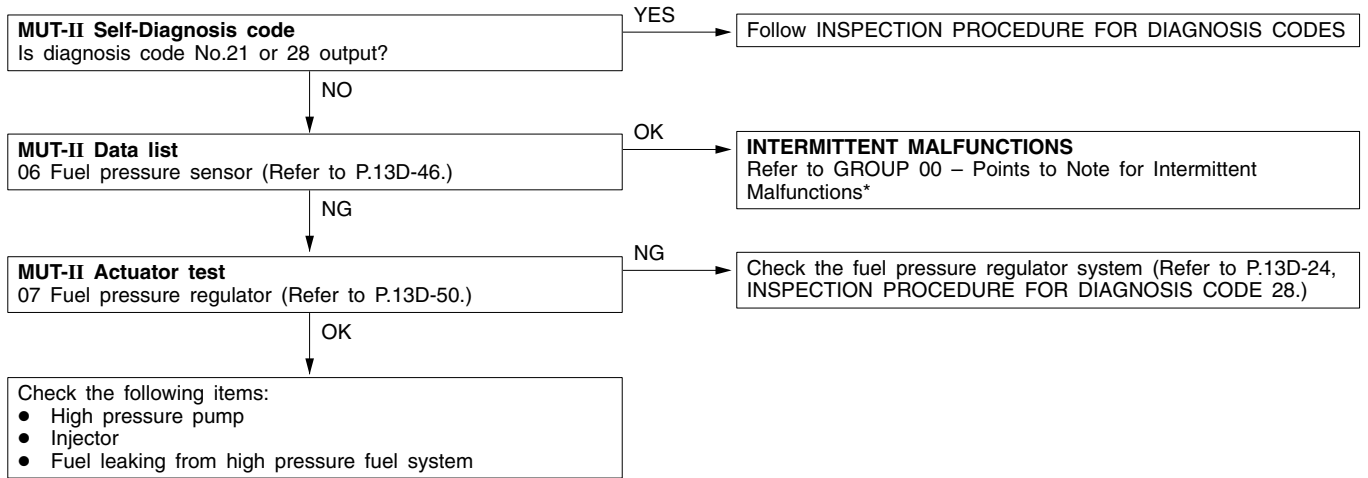 MUT-II Self-Diagnosis code
Is diagnosis code No.21 or 28 output?
YES
Follow INSPECTION PROCEDURE FOR DIAGNOSIS CODES
NO
MUT-II Data list
06 Fuel pressure sensor (Refer to P.13D-46.)
OK
INTERMITTENT MALFUNCTIONS
Refer to GROUP 00 – Points to Note for Intermittent
Malfunctions*
NG
MUT-II Actuator test
07 Fuel pressure regulator (Refer to P.13D-50.)
NG
Check the fuel pressure regulator system (Refer to P.13D-24,
INSPECTION PROCEDURE FOR DIAGNOSIS CODE 28.)
OK
Check the following items:
● High pressure pump
● Injector
● Fuel leaking from high pressure fuel system